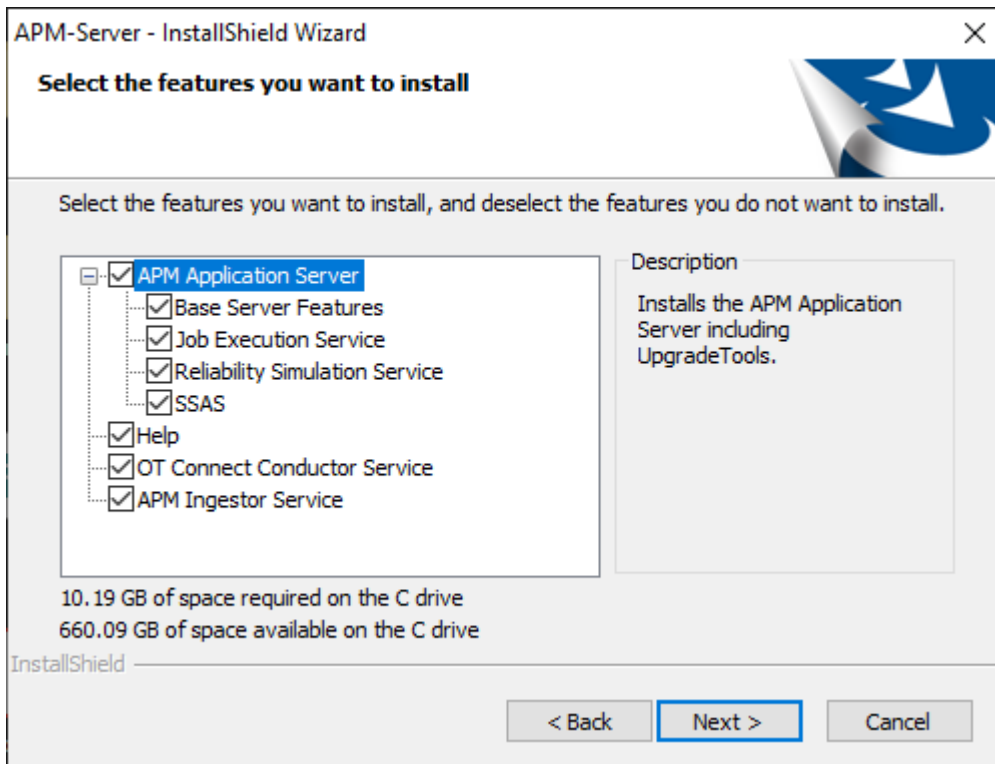 APM-Server - InstallShield Wizard
Select the features you want to install
Select the features you want to install, and deselect the features you do not want to install.
APM Application Server
Base Server Features
Job Execution Service
Reliability Simulation Service
SSAS
Help
OT Connect Conductor Service
APM Ingestor Service
Description
Installs the APM Application
Server including
UpgradeTools.
10.19 GB of space required on the C drive
660.09 GB of space available on the C drive
InstallShield
< Back
Next >
Cancel